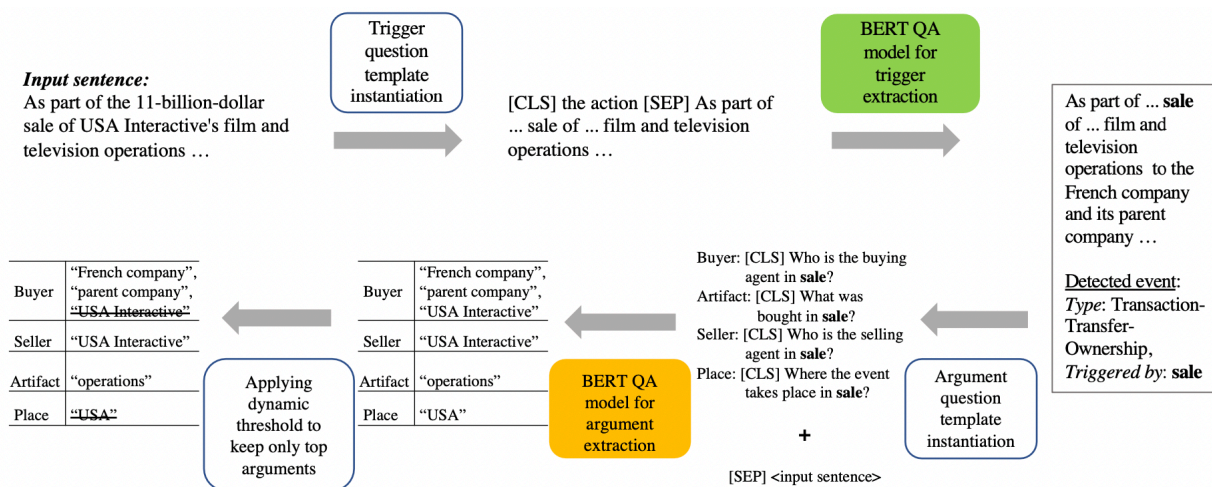 Trigger
question
template
instantiation
BERT QA
model for
trigger
extraction
Input sentence:
As part of the 11-billion-dollar
sale of USA Interactive's film and
television operations …
[CLS] the action [SEP] As part of
... sale of ... film and television
operations …
As part of ... sale
of ... film and
television
operations to the
French company
and its parent
company …
Detected event:
Type: Transaction-
Transfer-
Ownership,
Triggered by: sale
Argument
question
template
instantiation
Buyer: [CLS] Who is the buying
agent in sale?
Artifact: [CLS] What was
bought in sale?
Seller: [CLS] Who is the selling
agent in sale?
Place: [CLS] Where the event
takes place in sale?
+
[SEP] <input sentence>
BERT QA
model for
argument
extraction
Buyer “French company”,
“parent company”,
“USA Interactive”
Seller “USA Interactive”
Artifact “operations”
Place “USA”
Applying
dynamic
threshold to
keep only top
arguments
Buyer “French company”,
“parent company”,
“USA Interactive”
Seller “USA Interactive”
Artifact “operations”
Place “USA”